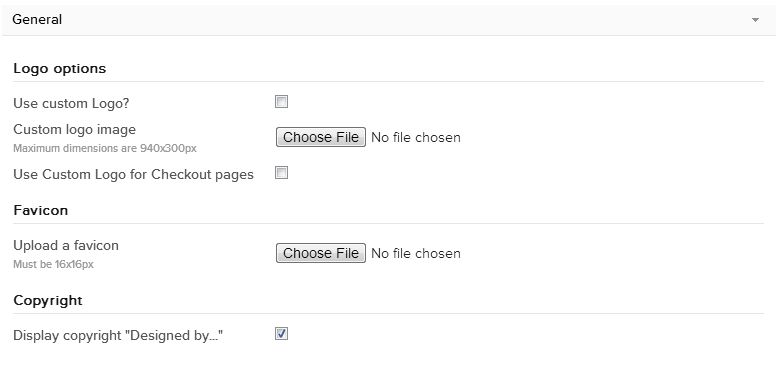 General
Logo options
Use custom Logo?
Custom logo image
Choose File No file chosen
Maximum dimensions are 940x300px
Use Custom Logo for Checkout pages
Favicon
Upload a favicon
Choose File No file chosen
Must be 16x16px
Copyright
Display copyright "Designed by..."